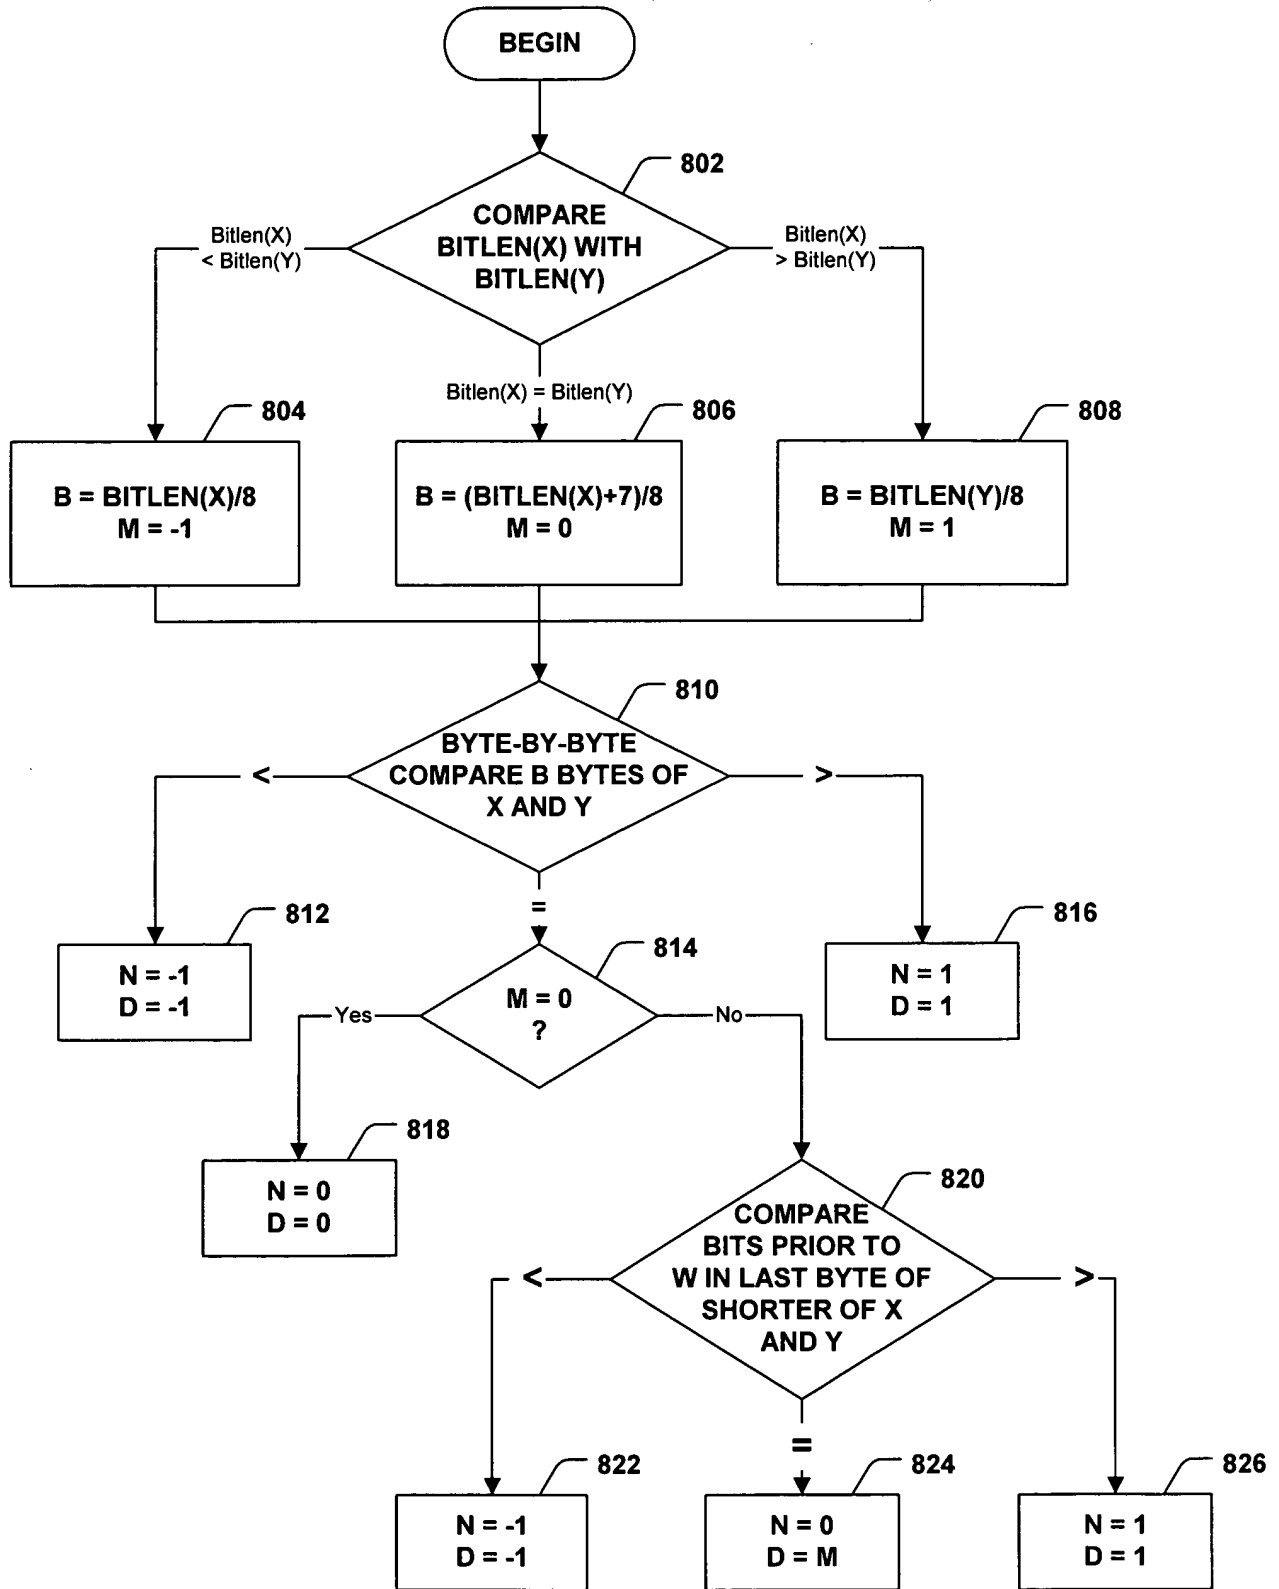 BEGIN
802
COMPARE
BITLEN(X) WITH
BITLEN(Y)
Bitlen(X)
< Bitlen(Y)
Bitlen(X)
> Bitlen(Y)
Bitlen(X) = Bitlen(Y)
804
806
808
B = BITLEN(X)/8
M = -1
B = (BITLEN(X)+7)/8
M = 0
B = BITLEN(Y)/8
M = 1
810
BYTE-BY-BYTE
COMPARE B BYTES OF
X AND Y
<
>
=
812
814
816
N = -1
D = -1
M = 0
?
N = 1
D = 1
Yes
No
818
N = 0
D = 0
820
COMPARE
BITS PRIOR TO
W IN LAST BYTE OF
SHORTER OF X
AND Y
<
>
=
822
824
826
N = -1
D = -1
N = 0
D = M
N = 1
D = 1